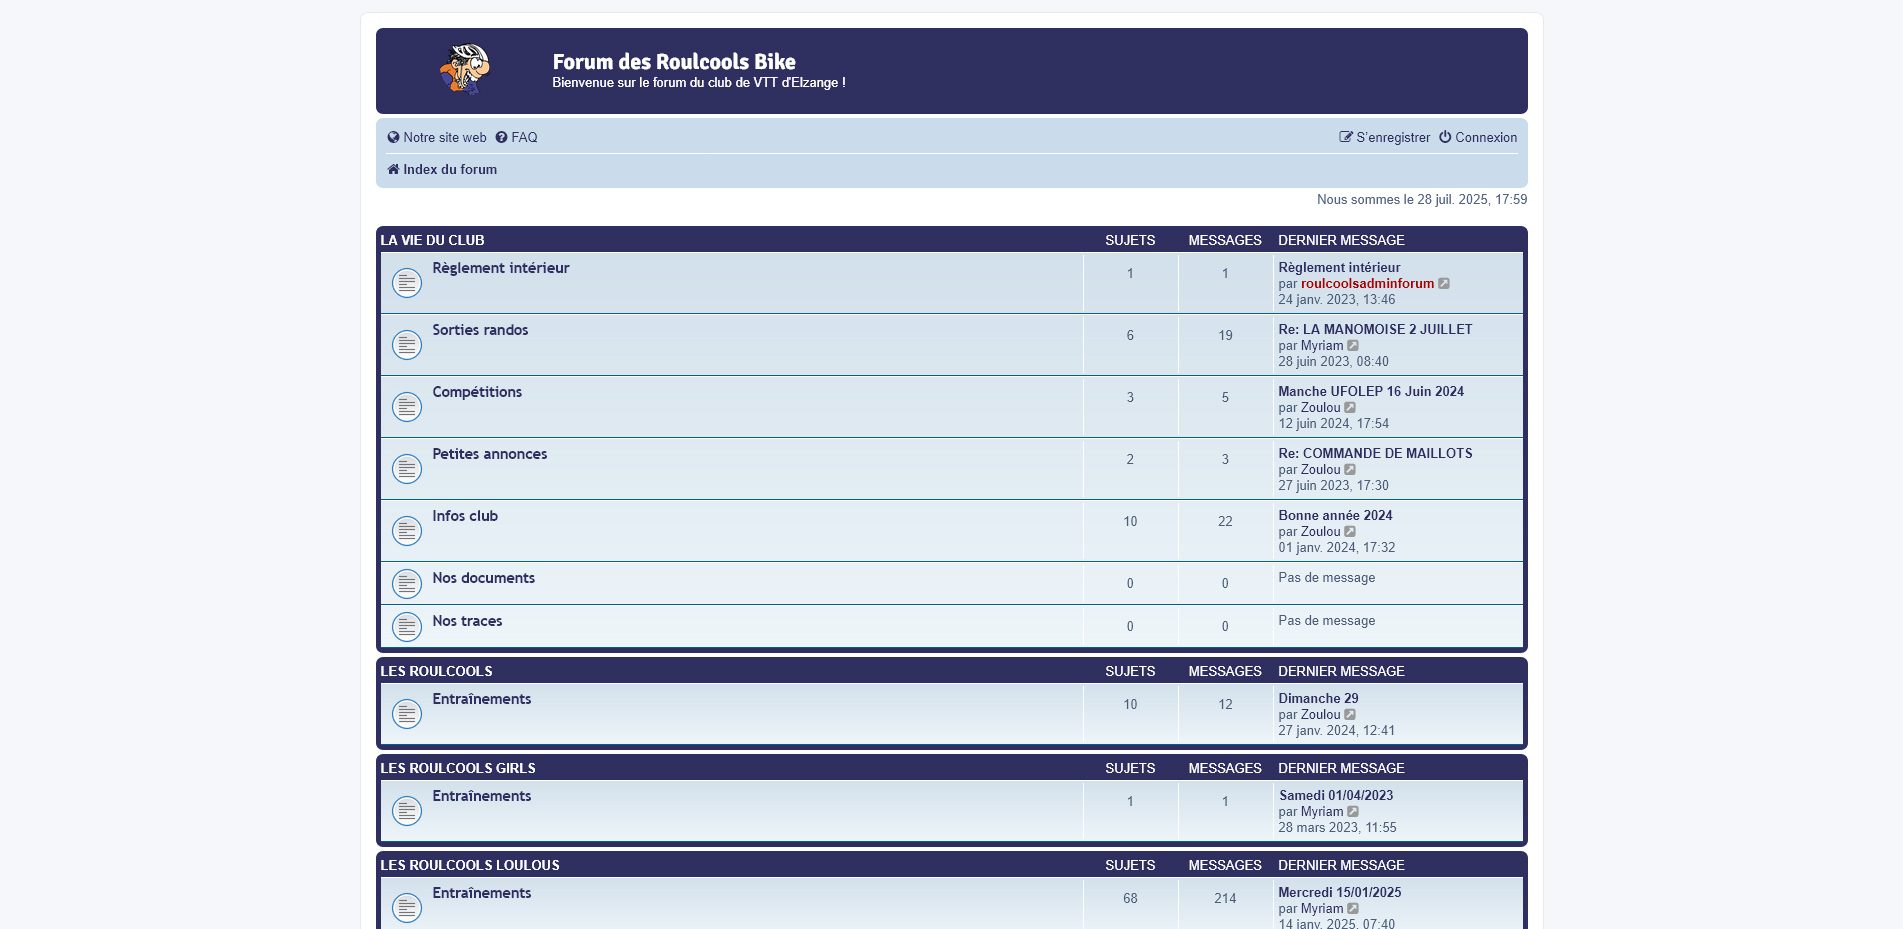 Forum des Roulcools Bike
Bienvenue sur le forum du club de VTT d'Elzange !
Notre site web FAQ S'enregistrer Connexion
Index du forum
Nous sommes le 28 juil. 2025, 17:59
LA VIE DU CLUB SUJETS MESSAGES DERNIER MESSAGE
Règlement intérieur 1 1 Règlement intérieur
par roulcoolsadminforum
24 janv. 2023, 13:46
Sorties randos 6 19 Re: LA MANOMOISE 2 JUILLET
par Myriam
28 juin 2023, 08:40
Compétitions 3 5 Manche UFOLEP 16 Juin 2024
par Zoulou
12 juin 2024, 17:54
Petites annonces 2 3 Re: COMMANDE DE MAILLOTS
par Zoulou
27 juin 2023, 17:30
Infos club 10 22 Bonne année 2024
par Zoulou
01 janv. 2024, 17:32
Nos documents 0 0 Pas de message
Nos traces 0 0 Pas de message
LES ROULCOOLS SUJETS MESSAGES DERNIER MESSAGE
Entraînements 10 12 Dimanche 29
par Zoulou
27 janv. 2024, 12:41
LES ROULCOOLS GIRLS SUJETS MESSAGES DERNIER MESSAGE
Entraînements 1 1 Samedi 01/04/2023
par Myriam
28 mars 2023, 11:55
LES ROULCOOLS LOULOUS SUJETS MESSAGES DERNIER MESSAGE
Entraînements 68 214 Mercredi 15/01/2025
par Myriam
14 janv. 2025, 07:40